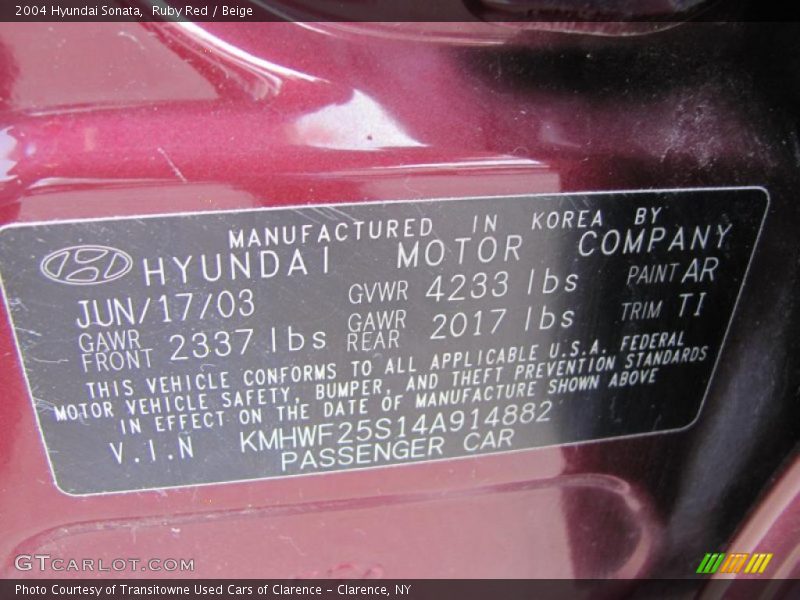 2004 Hyundai Sonata, Ruby Red / Beige
MANUFACTURED IN KOREA BY
HYUNDAI MOTOR COMPANY
JUN/17/03 GVWR 4233 lbs PAINT AR
GAWR FRONT 2337 lbs GAWR REAR 2017 lbs TRIM TI
THIS VEHICLE CONFORMS TO ALL APPLICABLE U.S.A. FEDERAL
MOTOR VEHICLE SAFETY, BUMPER, AND THEFT PREVENTION STANDARDS
IN EFFECT ON THE DATE OF MANUFACTURE SHOWN ABOVE
V.I.N KMHWF25S14A914882
PASSENGER CAR
GTCARLOT.COM
Photo Courtesy of Transitowne Used Cars of Clarence - Clarence, NY